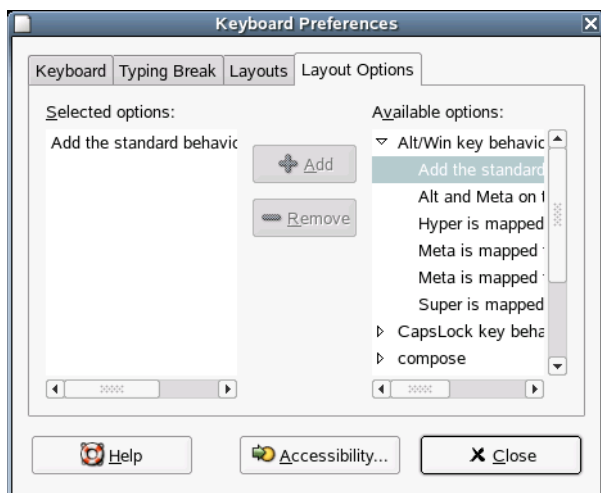 Keyboard Preferences
Keyboard
Typing Break
Layouts
Layout Options
Selected options:
Add the standard behavic
Add
Remove
Available options:
Alt/Win key behavic
Add the standard
Alt and Meta on t
Hyper is mapped
Meta is mapped
Meta is mapped
Super is mapped
CapsLock key beha
compose
Help
Accessibility...
Close